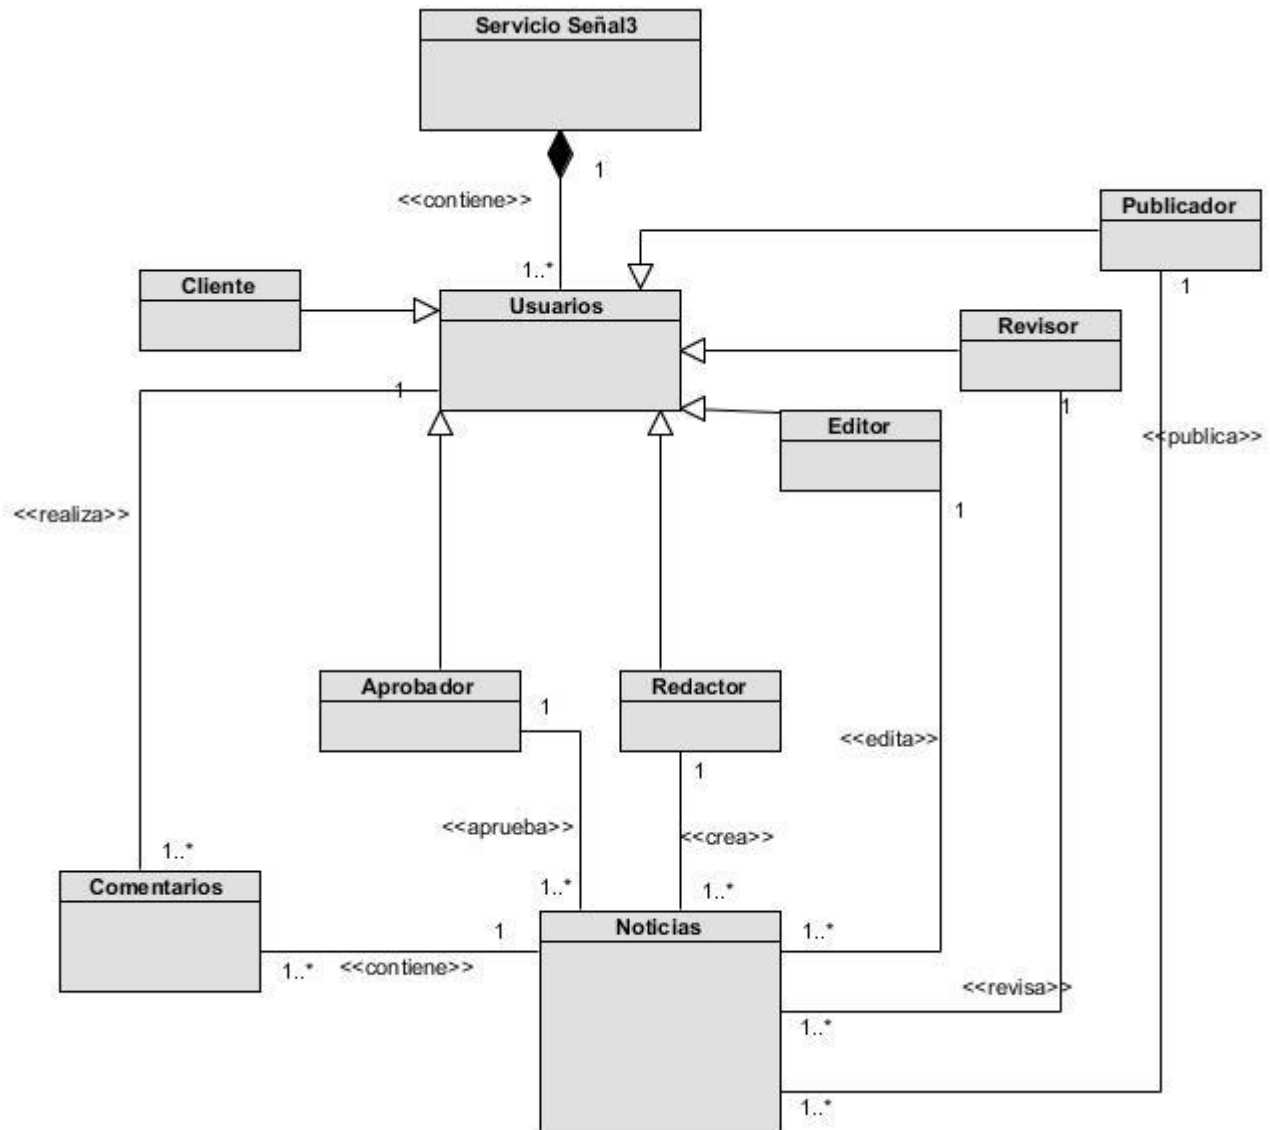 Servicio Señal3
1
<<contiene>>
Publicador
1..*
Cliente
1
Usuarios
Revisor
1
1
Editor
<<publica>>
1
<<realiza>>
Aprobador
Redactor
1
<<edita>>
1
<<aprueba>>
<<crea>>
1..*
Comentarios
1..*
1..*
Noticias
1
1..*
1..*
<<contiene>>
<<revisa>>
1..*
1..*